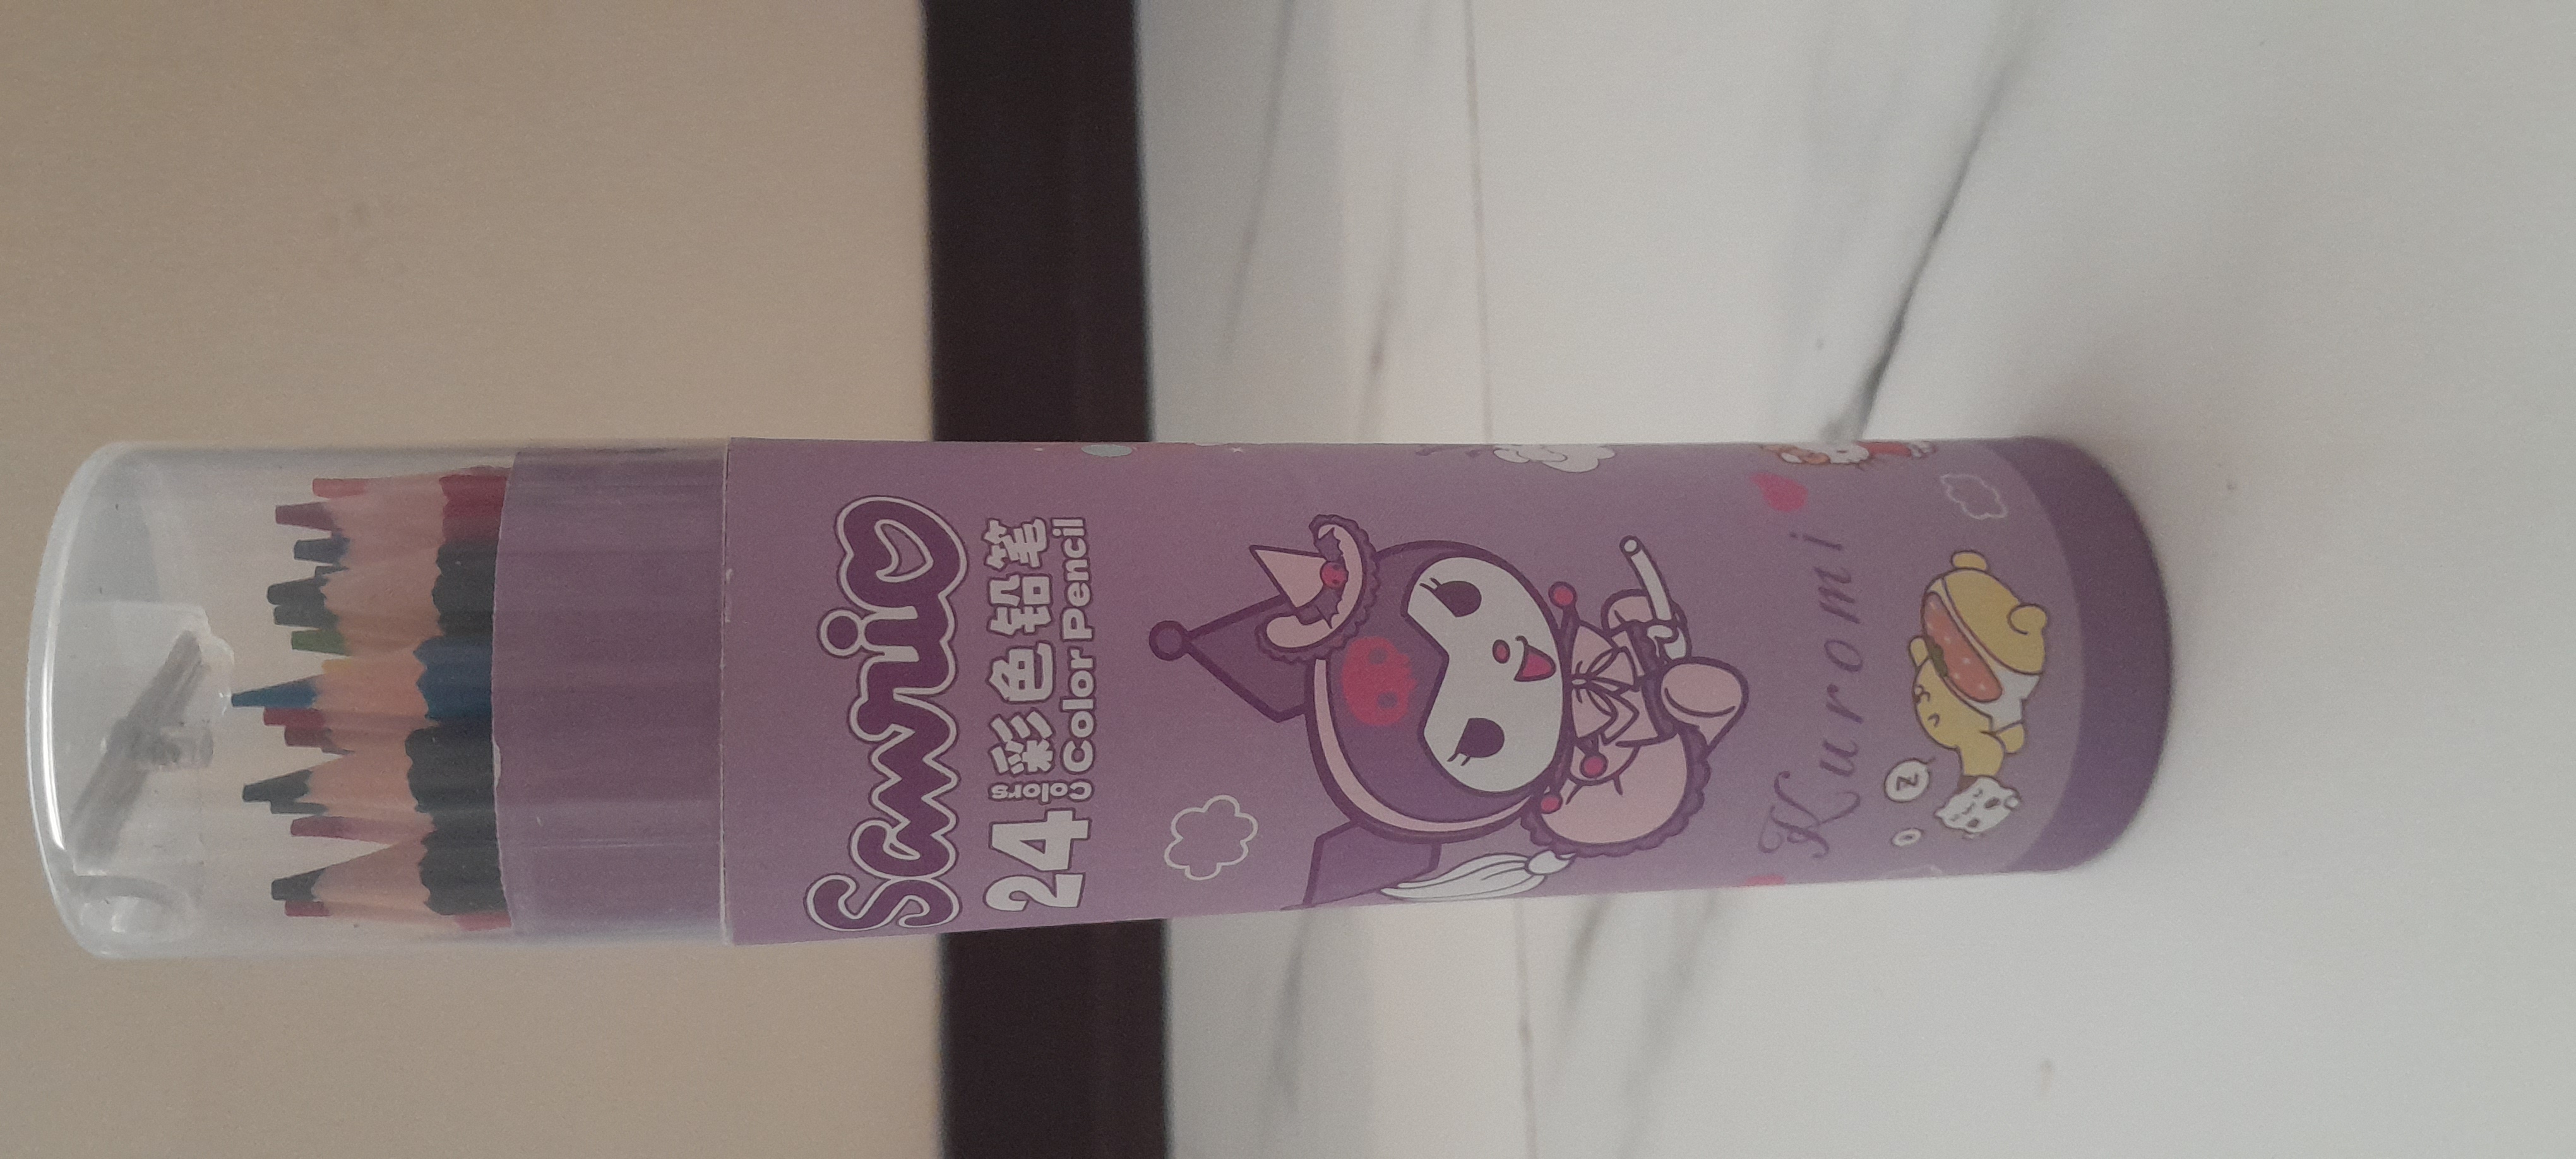 Sanrio
24 Colors 彩色铅笔
Color Pencil
Kuromi
z